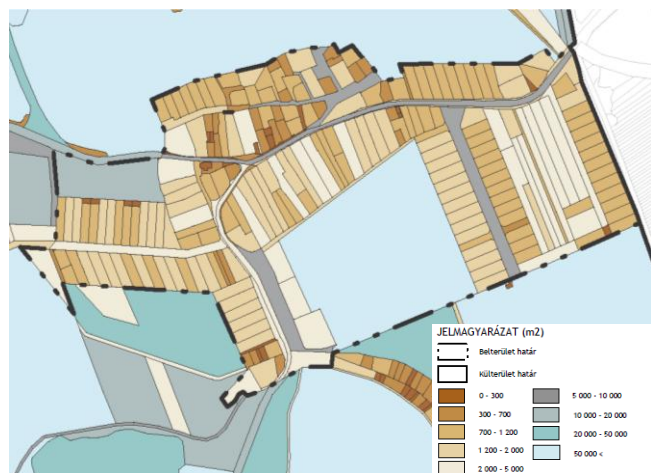 JELMAGYARÁZAT (m2)
Belterület határ
Külterület határ
0 - 300
300 - 700
700 - 1 200
1 200 - 2 000
2 000 - 5 000
5 000 - 10 000
10 000 - 20 000
20 000 - 50 000
50 000 <